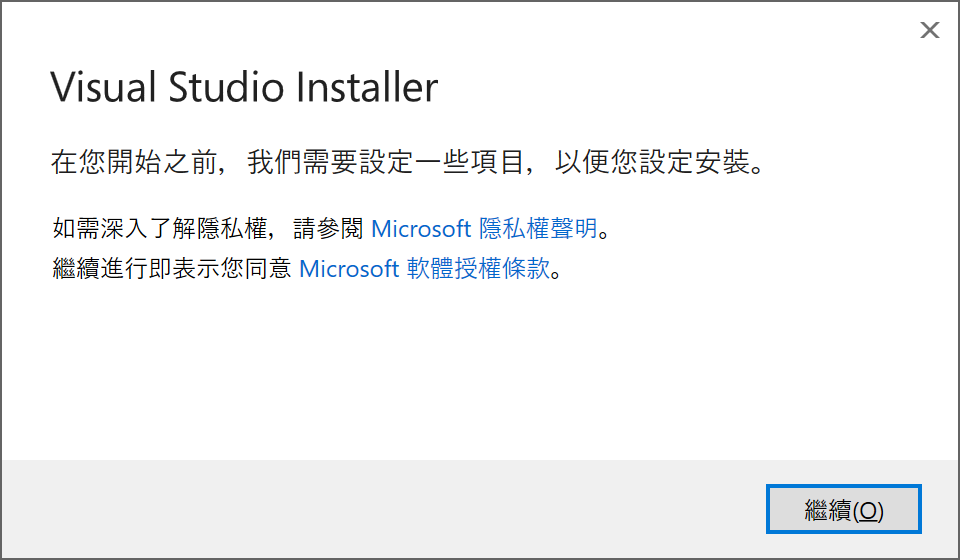 Visual Studio Installer
在您開始之前，我們需要設定一些項目，以便您設定安裝。
如需深入了解隱私權，請參閱 Microsoft 隱私權聲明。
繼續進行即表示您同意 Microsoft 軟體授權條款。
繼續(O)